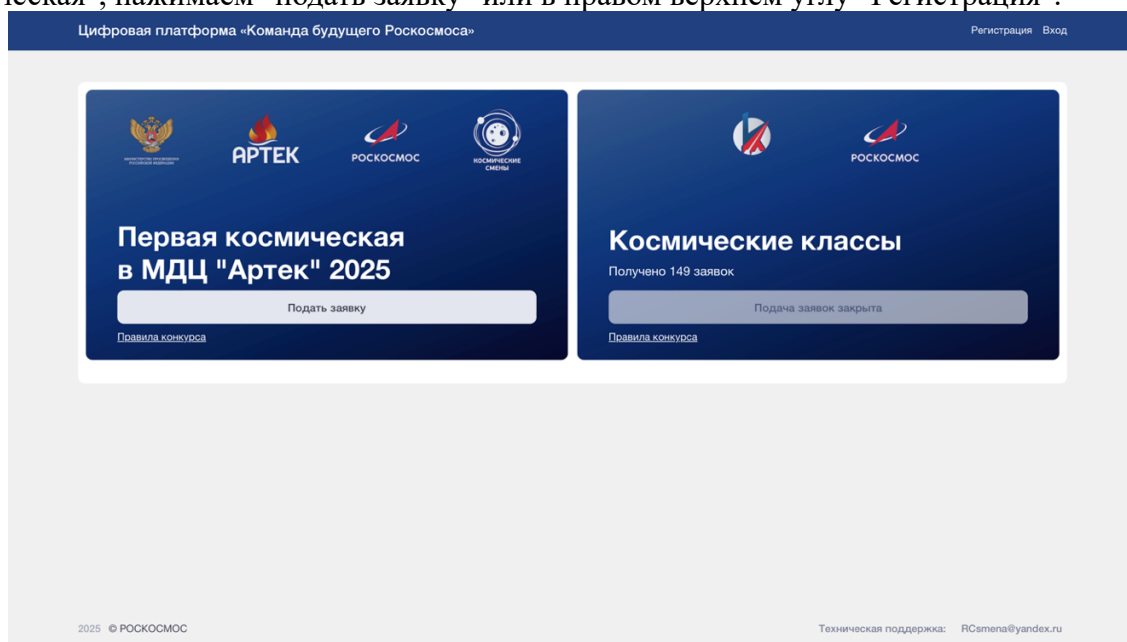 ческая", нажимаем "подать заявку" или в правом верхнем углу "Регистрация".
Цифровая платформа «Команда будущего Роскосмоса»
Регистрация Вход
АРТЕК
РОСКОСМОС
КОСМИЧЕСКИЕ
СМЕНЫ
РОСКОСМОС
Первая космическая
в МДЦ "Артек" 2025
Подать заявку
Правила конкурса
Космические классы
Получено 149 заявок
Подача заявок закрыта
Правила конкурса
2025 © РОСКОСМОС
Техническая поддержка: RCsmena@yandex.ru